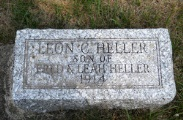 LEON C. HELLER
SON OF
FRED & LEAH HELLER
1914